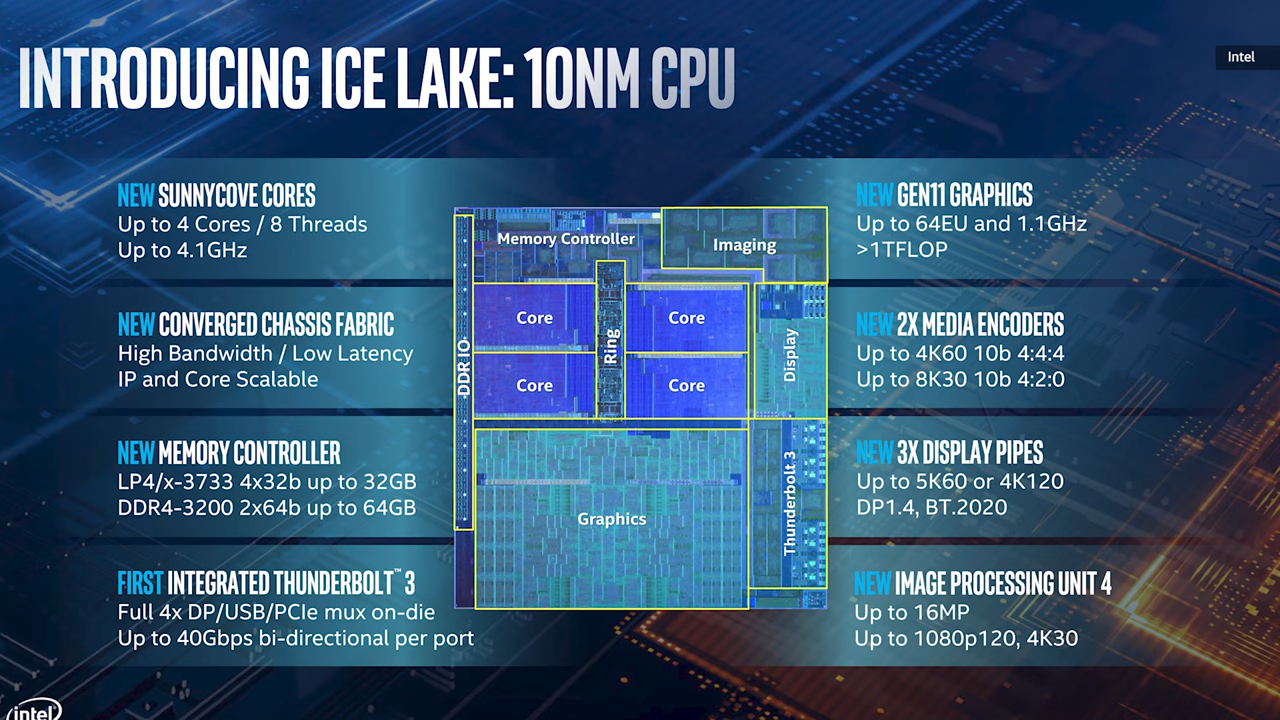 INTRODUCING ICE LAKE: 10NM CPU
Intel
NEW SUNNYCOVE CORES
Up to 4 Cores / 8 Threads
Up to 4.1GHz
NEW CONVERGED CHASSIS FABRIC
High Bandwidth / Low Latency
IP and Core Scalable
NEW MEMORY CONTROLLER
LP4/x-3733 4x32b up to 32GB
DDR4-3200 2x64b up to 64GB
FIRST INTEGRATED THUNDERBOLT™ 3
Full 4x DP/USB/PCIe mux on-die
Up to 40Gbps bi-directional per port
Memory Controller
Imaging
DDR IO
Core
Ring
Core
Display
Core
Core
Graphics
Thunderbolt 3
NEW GEN11 GRAPHICS
Up to 64EU and 1.1GHz
>1TFLOP
NEW 2X MEDIA ENCODERS
Up to 4K60 10b 4:4:4
Up to 8K30 10b 4:2:0
NEW 3X DISPLAY PIPES
Up to 5K60 or 4K120
DP1.4, BT.2020
NEW IMAGE PROCESSING UNIT 4
Up to 16MP
Up to 1080p120, 4K30
intel